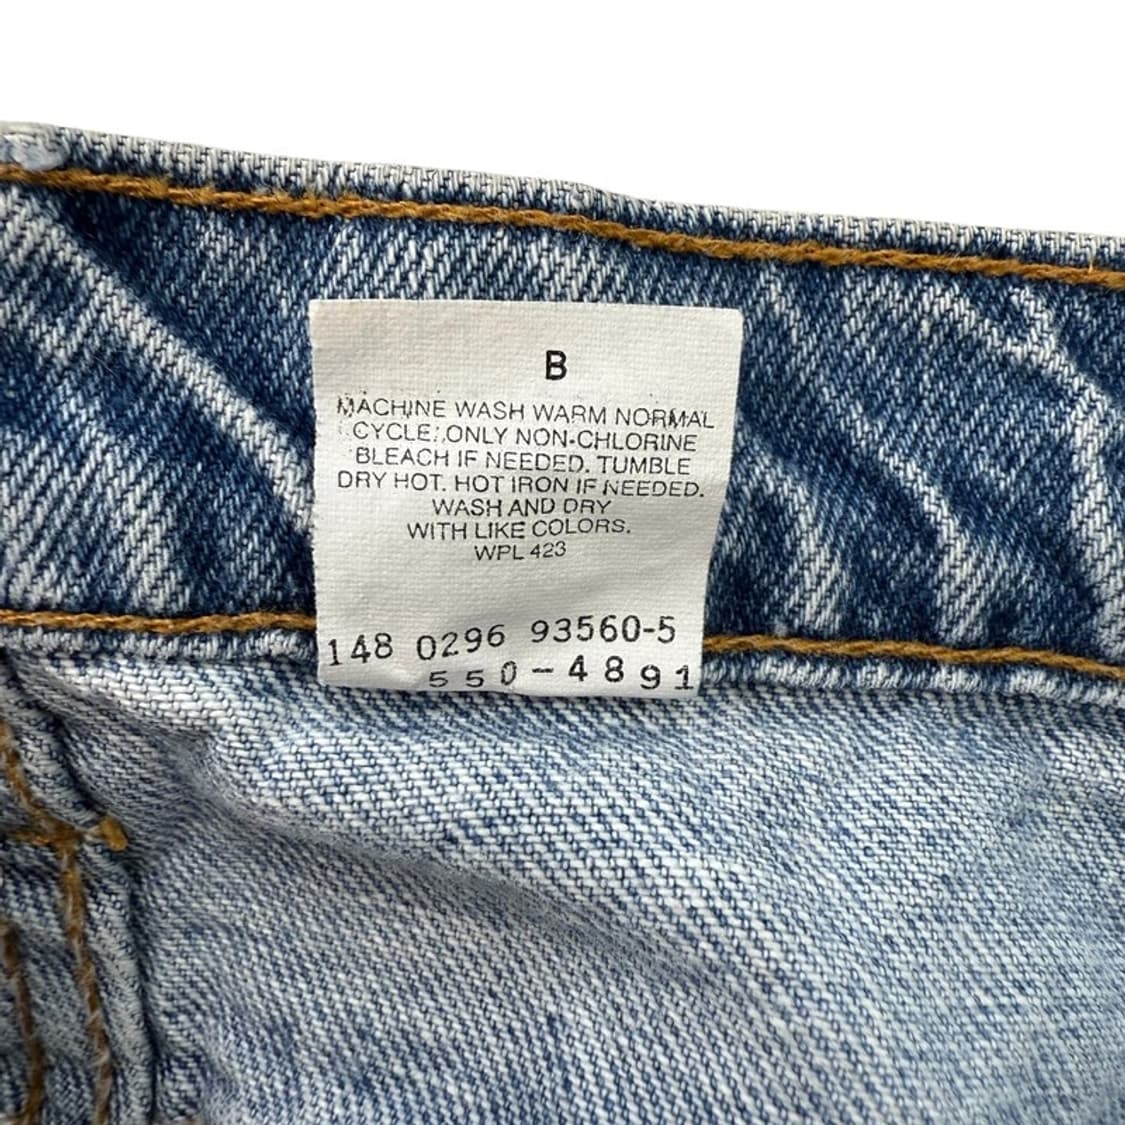 B
MACHINE WASH WARM NORMAL
CYCLE. ONLY NON-CHLORINE
BLEACH IF NEEDED. TUMBLE
DRY HOT. HOT IRON IF NEEDED.
WASH AND DRY
WITH LIKE COLORS.
WPL 423
148 0296 93560-5
550-4891